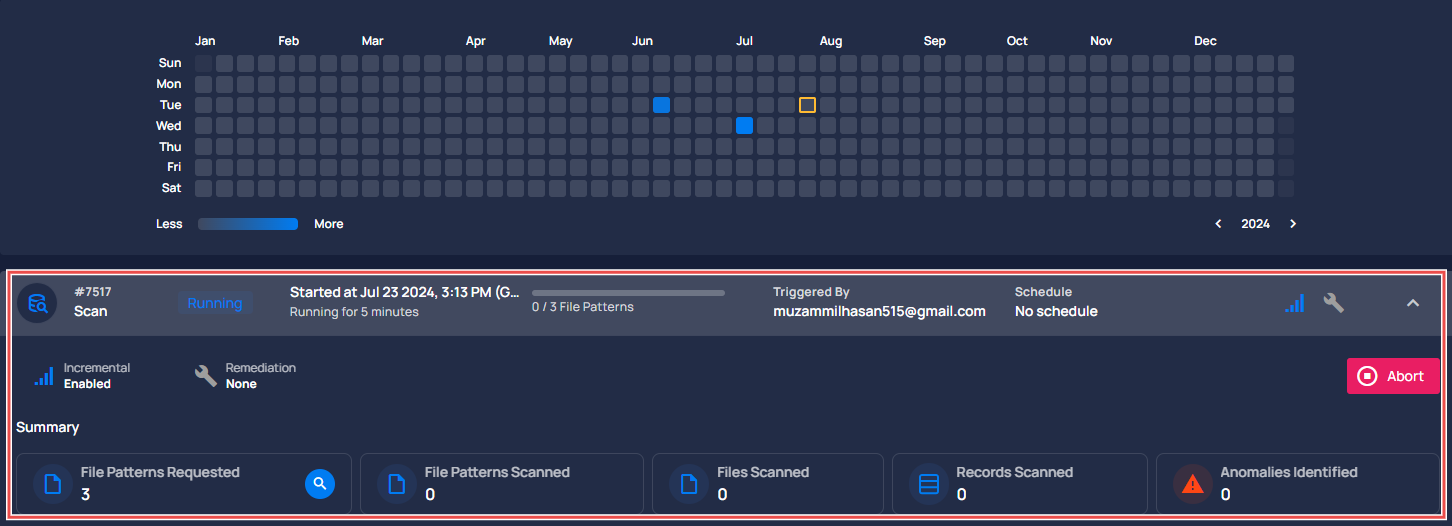 Jan Feb Mar Apr May Jun Jul Aug Sep Oct Nov Dec
Sun
Mon
Tue
Wed
Thu
Fri
Sat
Less More 2024
#7517
Scan
Running
Started at Jul 23 2024, 3:13 PM (G...
Running for 5 minutes
0 / 3 File Patterns
Triggered By
muzammilhasan515@gmail.com
Schedule
No schedule
Incremental
Enabled
Remediation
None
Abort
Summary
File Patterns Requested
3
File Patterns Scanned
0
Files Scanned
0
Records Scanned
0
Anomalies Identified
0